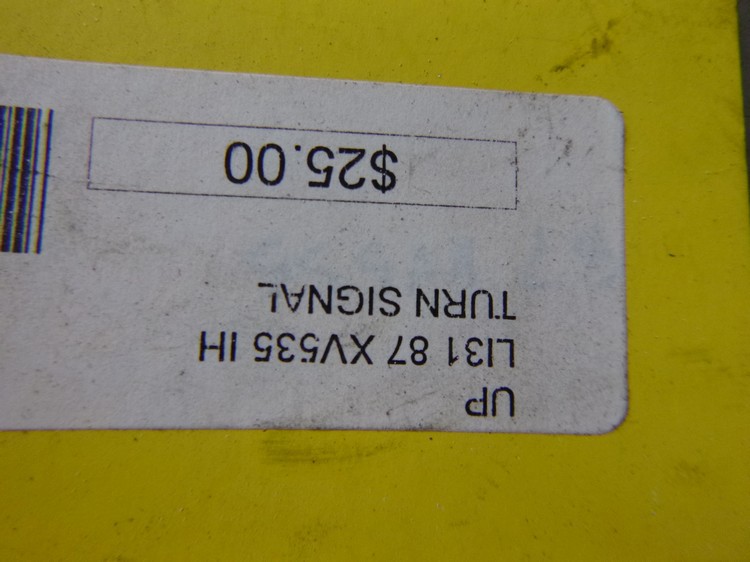 UP
LI31 87 XV535 IH
TURN SIGNAL
$25.00